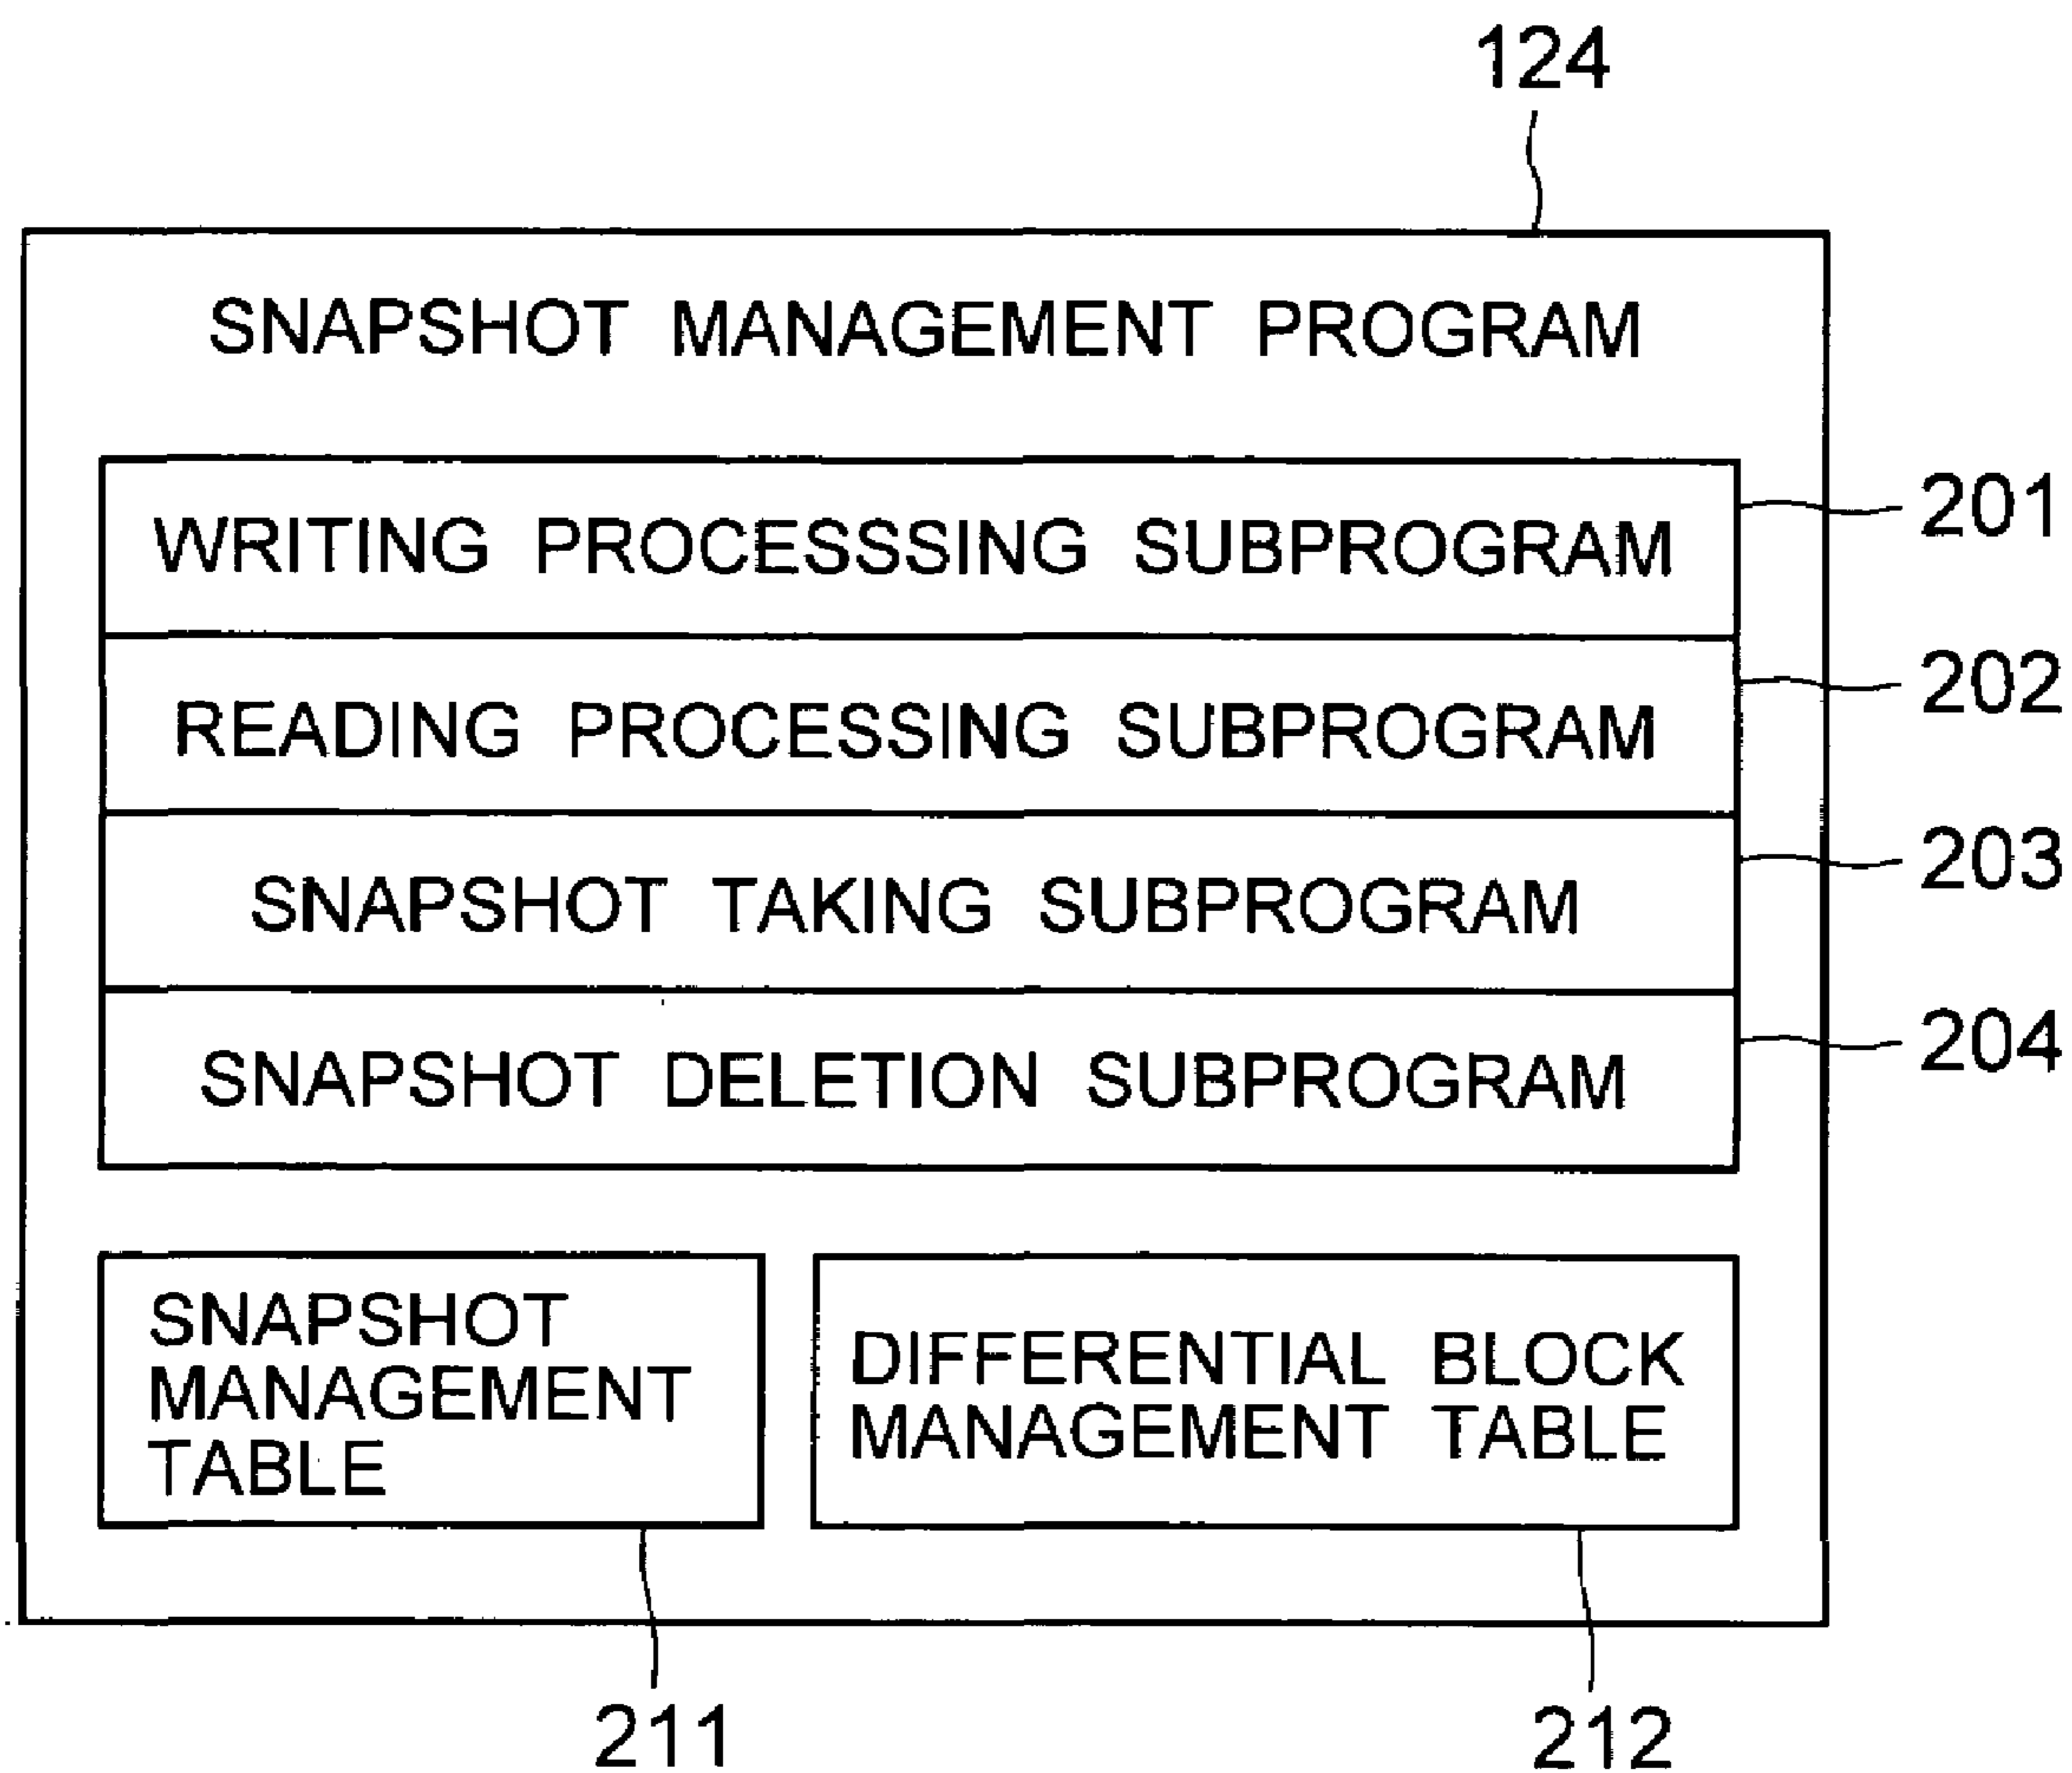 124
SNAPSHOT MANAGEMENT PROGRAM
WRITING PROCESSSING SUBPROGRAM
201
READING PROCESSING SUBPROGRAM
202
SNAPSHOT TAKING SUBPROGRAM
203
SNAPSHOT DELETION SUBPROGRAM
204
SNAPSHOT
MANAGEMENT
TABLE
DIFFERENTIAL BLOCK
MANAGEMENT TABLE
211
212